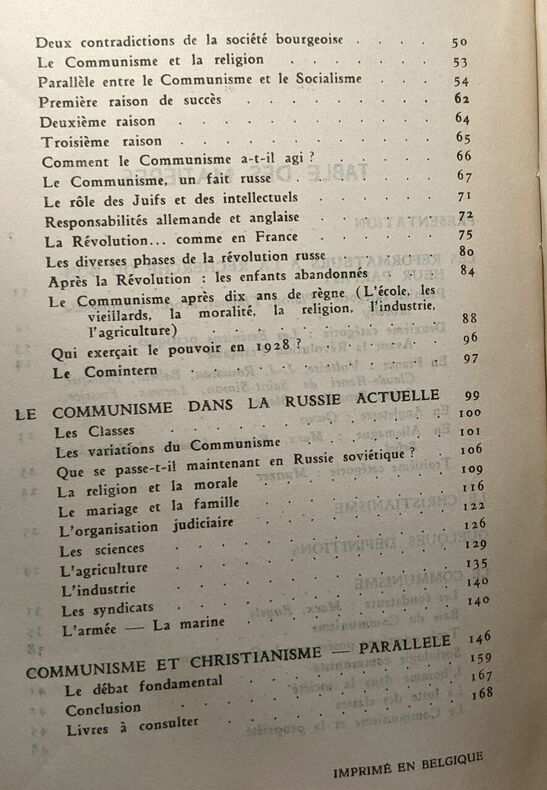 Deux contradictions de la société bourgeoise . . . . 50
Le Communisme et la religion . . . . . . 53
Parallèle entre le Communisme et le Socialisme . . . . 54
Première raison de succès . . . . . . . 62
Deuxième raison . . . . . . . . . 64
Troisième raison . . . . . . . . . 65
Comment le Communisme a-t-il agi ? . . . . . 66
Le Communisme, un fait russe . . . . . . 67
Le rôle des Juifs et des intellectuels . . . . . 71
Responsabilités allemande et anglaise . . . . . 72
La Révolution... comme en France . . . . . 75
Les diverses phases de la révolution russe . . . . 80
Après la Révolution : les enfants abandonnés . . . . 84
Le Communisme après dix ans de règne (L'école, les
vieillards, la moralité, la religion, l'industrie,
l'agriculture) . . . . . . . . 88
Qui exerçait le pouvoir en 1928 ? . . . . . 96
Le Comintern . . . . . . . . . 97
LE COMMUNISME DANS LA RUSSIE ACTUELLE 99
Les Classes . . . . . . . . . 100
Les variations du Communisme . . . . . 101
Que se passe-t-il maintenant en Russie soviétique ? . . 106
La religion et la morale . . . . . . . 109
Le mariage et la famille . . . . . . . 116
L'organisation judiciaire . . . . . . . 122
Les sciences . . . . . . . . . 126
L'agriculture . . . . . . . . . 129
L'industrie . . . . . . . . . 135
Les syndicats . . . . . . . . . 140
L'armée — La marine . . . . . . . 140
COMMUNISME ET CHRISTIANISME — PARALLELE 146
Le débat fondamental . . . . . . . 159
Conclusion . . . . . . . . . 167
Livres à consulter . . . . . . . . 168
IMPRIMÉ EN BELGIQUE